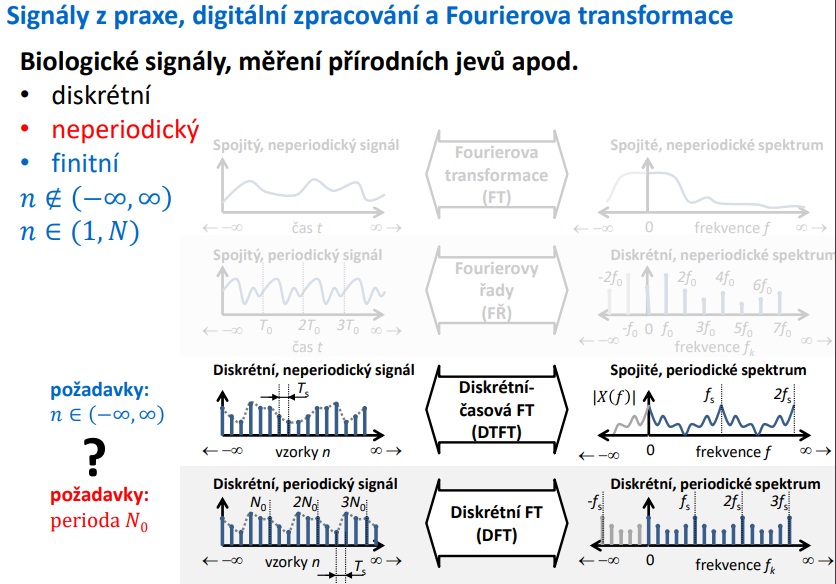 Signály z praxe, digitální zpracování a Fourierova transformace
Biologické signály, měření přírodních jevů apod.
• diskrétní
• neperiodický
• finitní
n ∉ (−∞, ∞)
n ∈ (1, N)
Spojitý, neperiodický signál
← −∞ čas t ∞ →
Fourierova
transformace
(FT)
Spojité, neperiodické spektrum
← −∞ 0 frekvence f ∞ →
Spojitý, periodický signál
T₀ 2T₀ 3T₀
← −∞ ∞ →
čas t
Fourierovy
řady
(FŘ)
Diskrétní, neperiodické spektrum
-2f₀ 2f₀ 4f₀ 6f₀
-f₀ 0 f₀ 3f₀ 5f₀ 7f₀
← −∞ frekvence fₖ ∞ →
požadavky:
n ∈ (−∞, ∞)
?
požadavky:
perioda N₀
Diskrétní, neperiodický signál
Tₛ
← −∞ vzorky n ∞ →
Diskrétní-
časová FT
(DTFT)
Spojité, periodické spektrum
|X(f)| fₛ 2fₛ
← −∞ 0 frekvence f ∞ →
Diskrétní, periodický signál
N₀ 2N₀ 3N₀
← −∞ vzorky n ∞ →
Tₛ
Diskrétní FT
(DFT)
Diskrétní, periodické spektrum
-fₛ fₛ 2fₛ 3fₛ
← −∞ 0 frekvence fₖ ∞ →